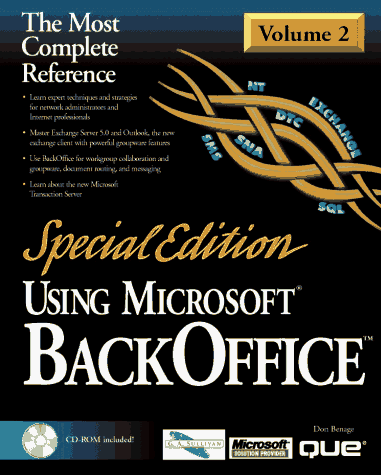 The Most
Complete
Reference
Volume 2
• Learn expert techniques and strategies
for network administrators and
Internet professionals
• Master Exchange Server 5.0 and Outlook, the new
exchange client with powerful groupware features
• Use BackOffice for workgroup collaboration and
groupware, document routing, and messaging
• Learn about the new Microsoft
Transaction Server
NT
EXCHANGE
DTC
SNA
SMS
SQL
Special Edition
USING MICROSOFT®
BACKOFFICE™
Don Benage
CD-ROM included!
G. A. SULLIVAN
Microsoft
SOLUTION PROVIDER
QUE®